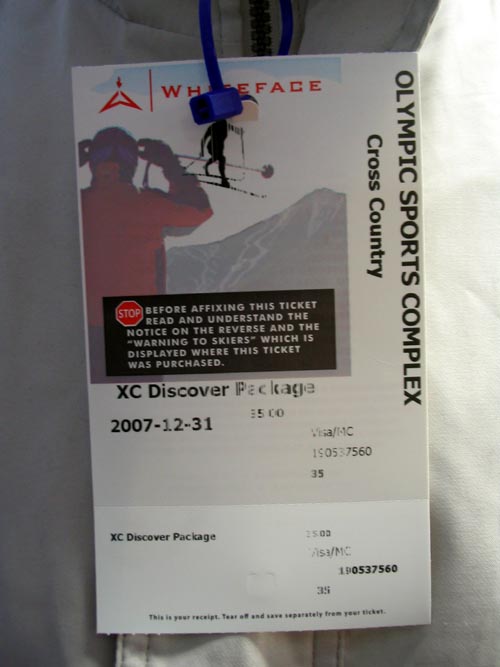 WHITEFACE
OLYMPIC SPORTS COMPLEX
Cross Country
STOP
BEFORE AFFIXING THIS TICKET
READ AND UNDERSTAND THE
NOTICE ON THE REVERSE AND THE
"WARNING TO SKIERS" WHICH IS
DISPLAYED WHERE THIS TICKET
WAS PURCHASED.
XC Discover Package
35.00
2007-12-31
Visa/MC
190537560
35
XC Discover Package
35.00
Visa/MC
190537560
35
This is your receipt. Tear off and save separately from your ticket.